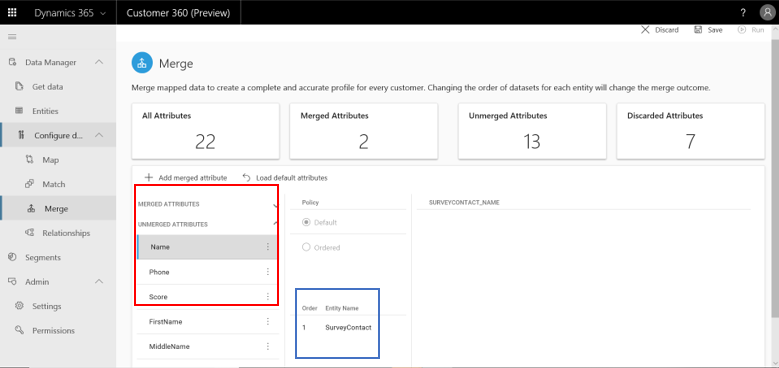 Dynamics 365
Customer 360 (Preview)
?
Discard
Save
Run
Data Manager
Get data
Entities
Configure d...
Map
Match
Merge
Relationships
Segments
Admin
Settings
Permissions
Merge
Merge mapped data to create a complete and accurate profile for every customer. Changing the order of datasets for each entity will change the merge outcome.
All Attributes
22
Merged Attributes
2
Unmerged Attributes
13
Discarded Attributes
7
Add merged attribute
Load default attributes
MERGED ATTRIBUTES
UNMERGED ATTRIBUTES
Name
Phone
Score
FirstName
MiddleName
Policy
Default
Ordered
Order Entity Name
1 SurveyContact
SURVEYCONTACT_NAME